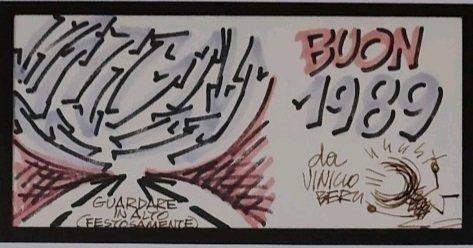 GUARDARE
IN ALTO
(FESTOSAMENTE)
BUON
1989
da
VINICIO
BERTI